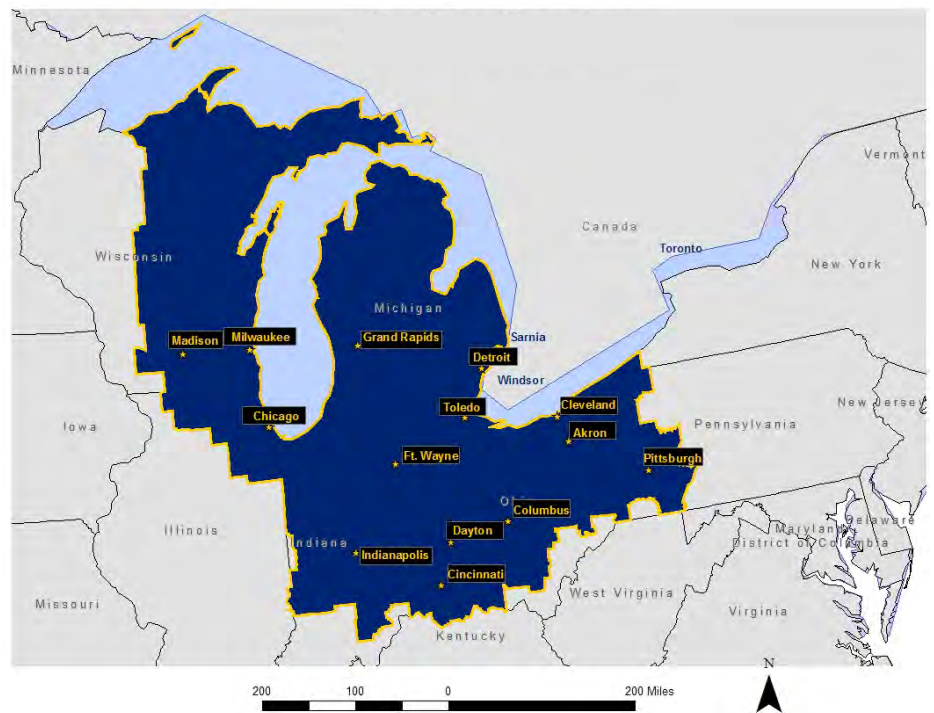 Minnesota
Vermont
Canada
Toronto
New York
Wisconsin
Michigan
Madison
Milwaukee
Grand Rapids
Sarnia
Detroit
Windsor
Toledo
Cleveland
Chicago
New Jersey
Iowa
Akron
Pennsylvania
Ft. Wayne
Pittsburgh
Columbus
Illinois
Dayton
Maryland
Delaware
District of Columbia
Indiana
Indianapolis
Cincinnati
West Virginia
Missouri
Virginia
Kentucky
N
200 100 0 200 Miles